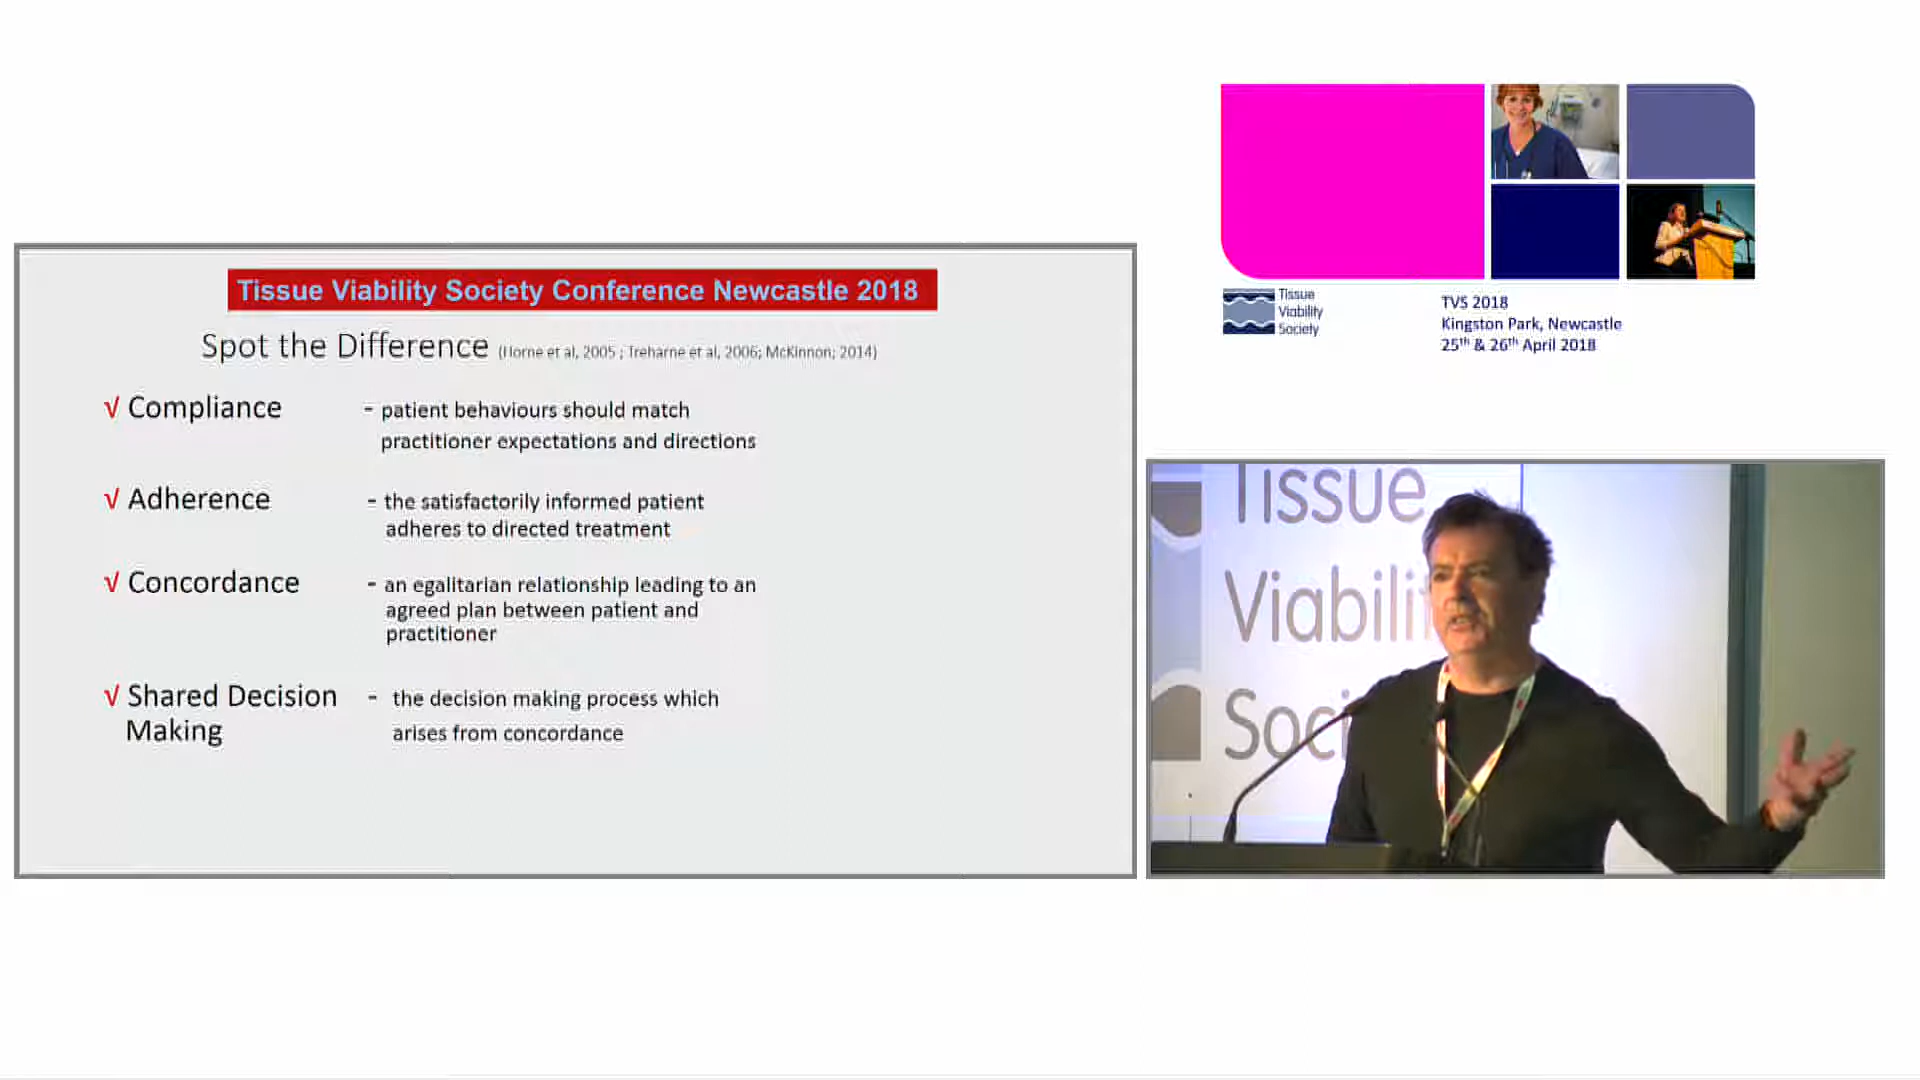 Tissue Viability Society Conference Newcastle 2018
Spot the Difference (Horne et al, 2005 ; Treharne et al, 2006; McKinnon; 2014)
√ Compliance - patient behaviours should match
practitioner expectations and directions
√ Adherence - the satisfactorily informed patient
adheres to directed treatment
√ Concordance - an egalitarian relationship leading to an
agreed plan between patient and
practitioner
√ Shared Decision - the decision making process which
Making arises from concordance
Tissue
Viability
Society
TVS 2018
Kingston Park, Newcastle
25th & 26th April 2018
Tissue
Viabili
Soci